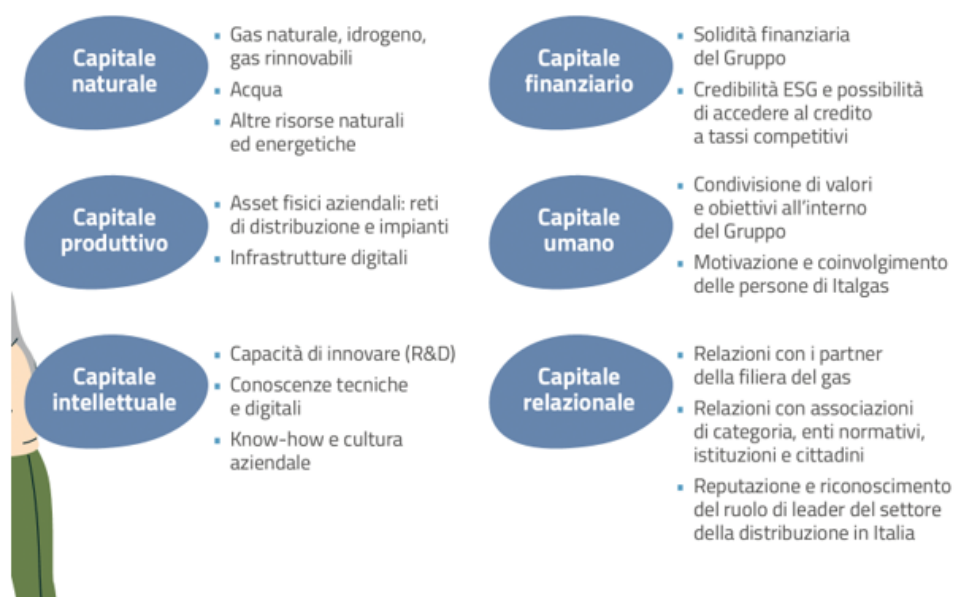 Capitale
naturale
▪ Gas naturale, idrogeno,
gas rinnovabili
▪ Acqua
▪ Altre risorse naturali
ed energetiche
Capitale
finanziario
▪ Solidità finanziaria
del Gruppo
▪ Credibilità ESG e possibilità
di accedere al credito
a tassi competitivi
Capitale
produttivo
▪ Asset fisici aziendali: reti
di distribuzione e impianti
▪ Infrastrutture digitali
Capitale
umano
▪ Condivisione di valori
e obiettivi all’interno
del Gruppo
▪ Motivazione e coinvolgimento
delle persone di Italgas
Capitale
intellettuale
▪ Capacità di innovare (R&D)
▪ Conoscenze tecniche
e digitali
▪ Know-how e cultura
aziendale
Capitale
relazionale
▪ Relazioni con i partner
della filiera del gas
▪ Relazioni con associazioni
di categoria, enti normativi,
istituzioni e cittadini
▪ Reputazione e riconoscimento
del ruolo di leader del settore
della distribuzione in Italia